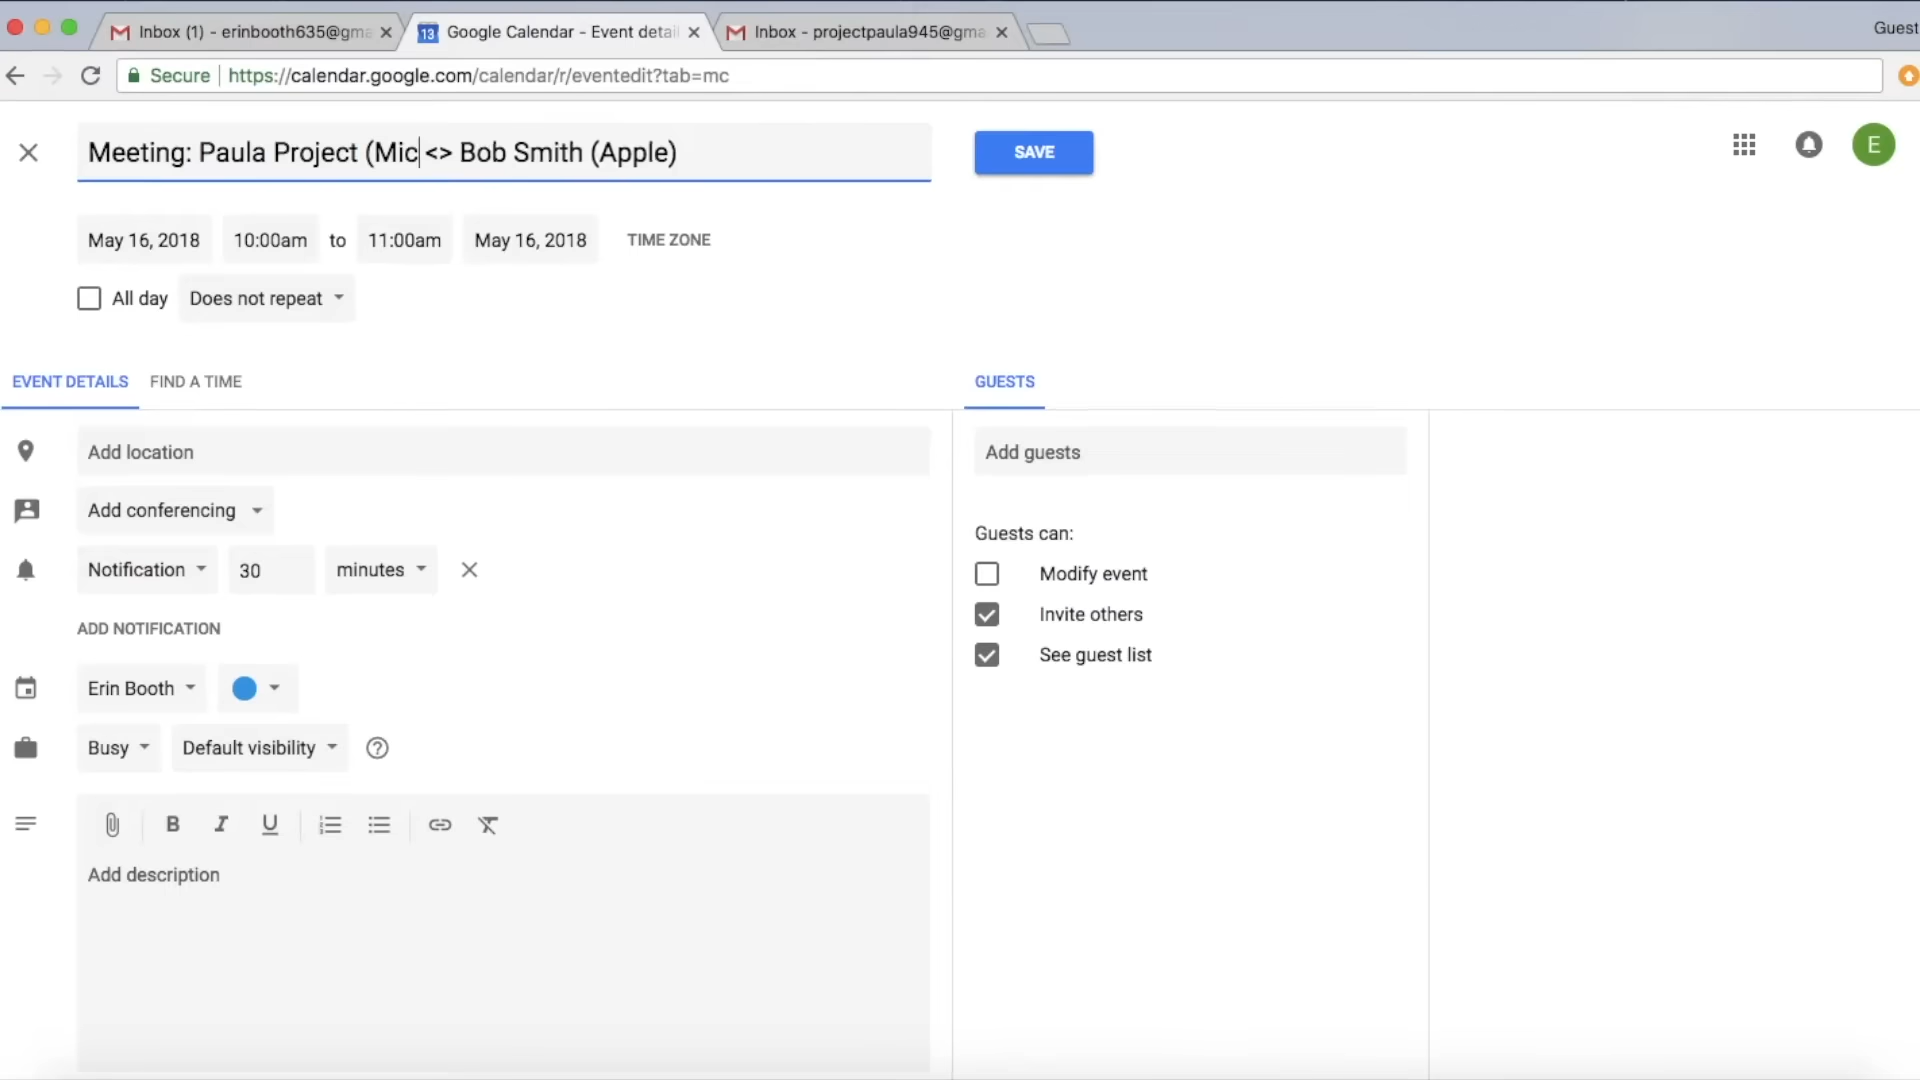 Inbox (1) - erinbooth635@gma
Google Calendar - Event detai
Inbox - projectpaula945@gma
Guest
Secure
https://calendar.google.com/calendar/r/eventedit?tab=mc
Meeting: Paula Project (Mic <> Bob Smith (Apple)
SAVE
E
May 16, 2018 10:00am to 11:00am May 16, 2018 TIME ZONE
All day Does not repeat
EVENT DETAILS FIND A TIME
GUESTS
Add location
Add guests
Add conferencing
Guests can:
Notification 30 minutes
Modify event
Invite others
ADD NOTIFICATION
See guest list
Erin Booth
Busy Default visibility
B I U
Add description